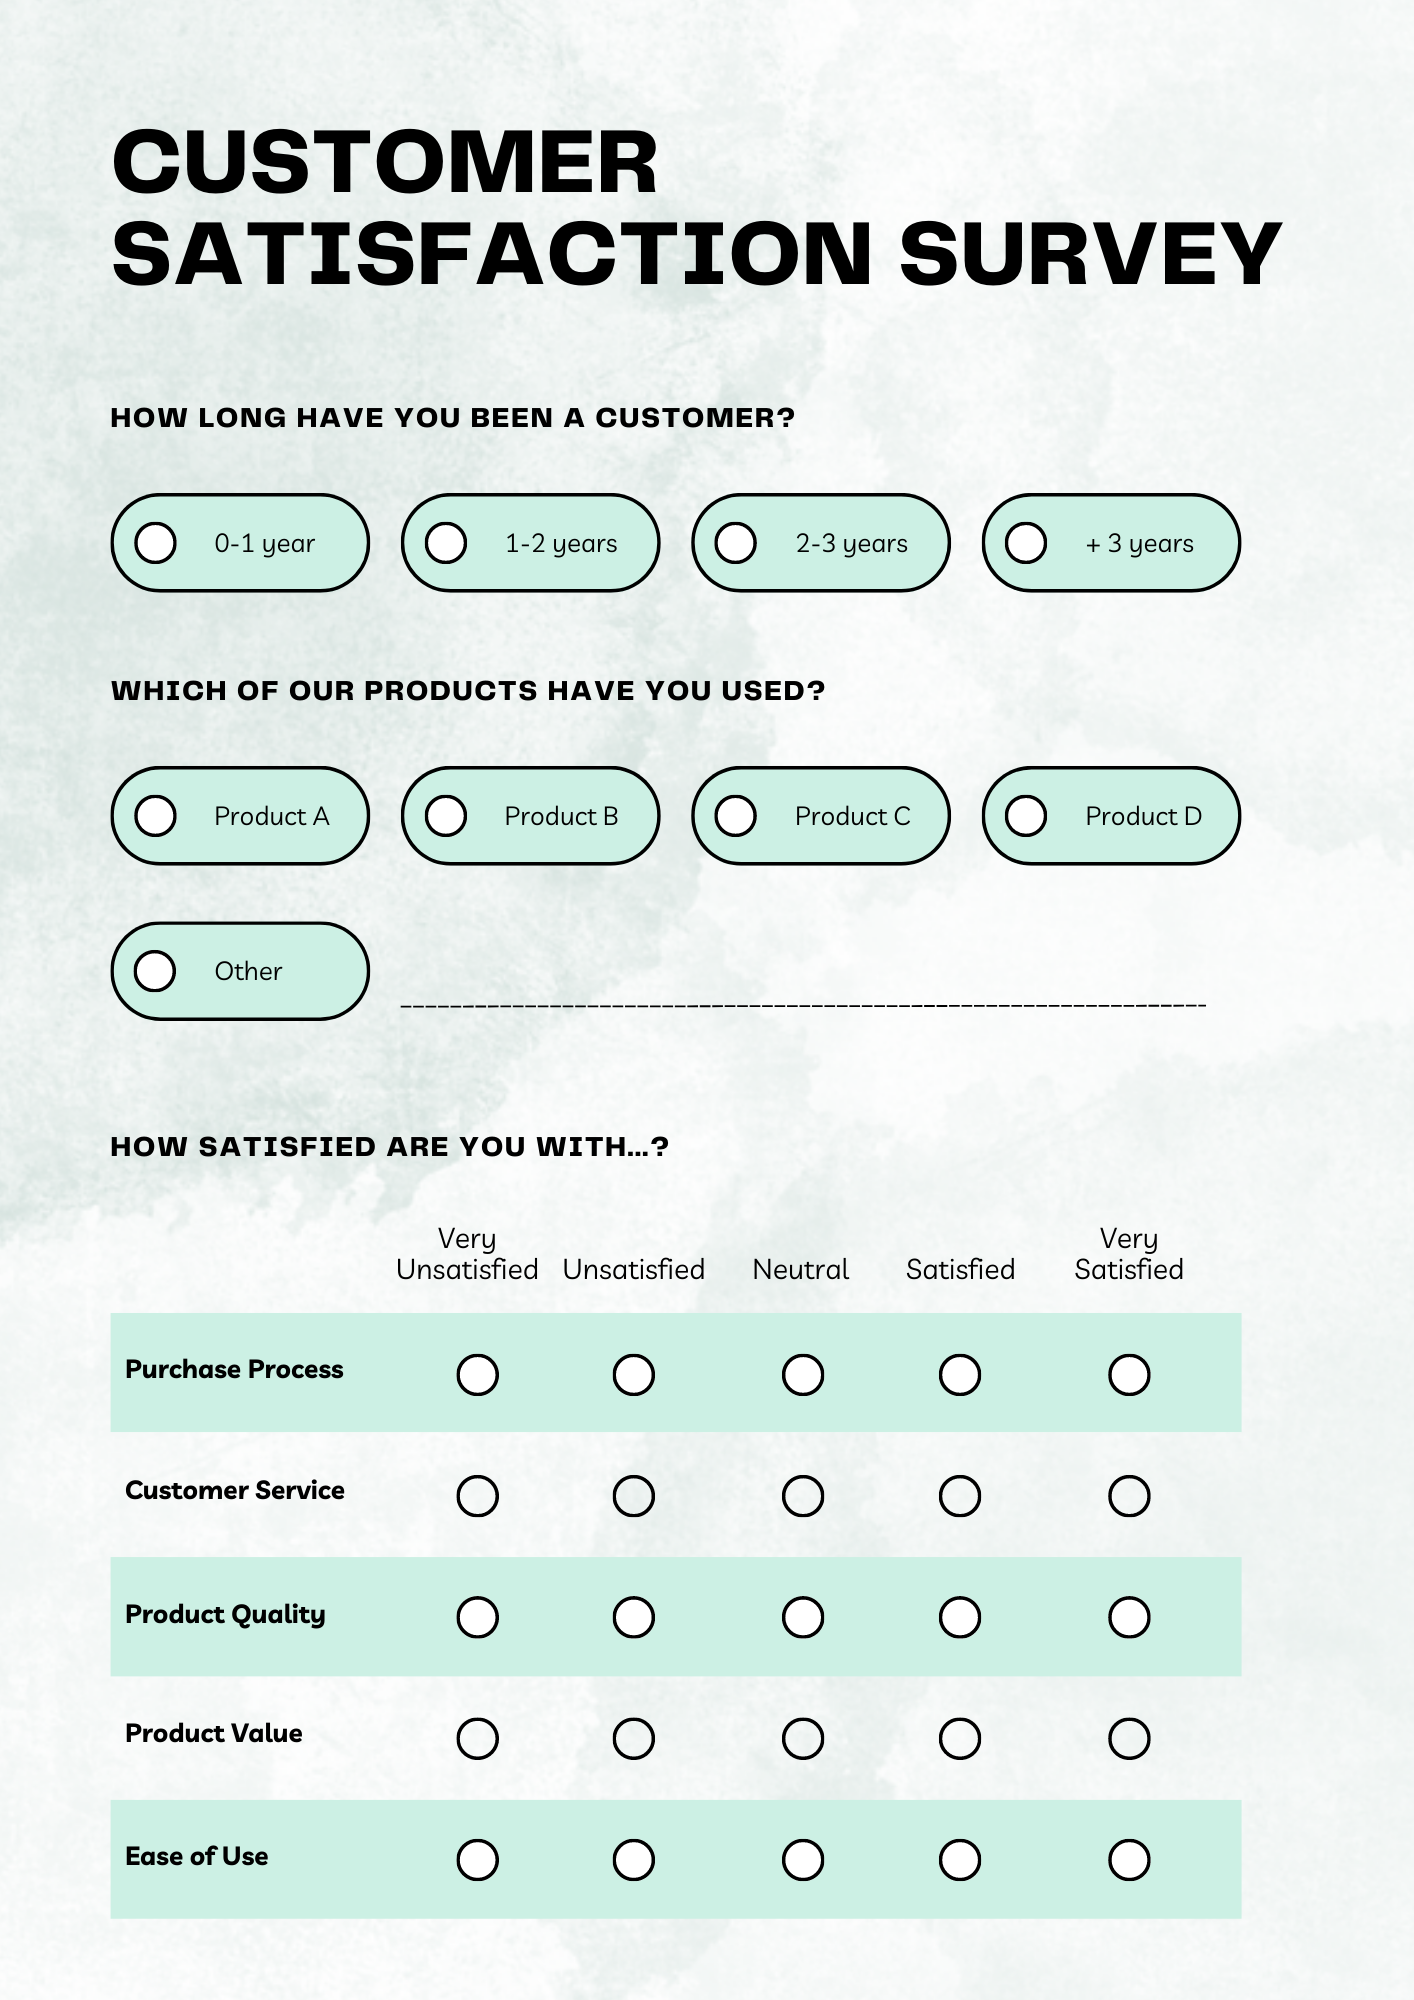 CUSTOMER
SATISFACTION SURVEY
HOW LONG HAVE YOU BEEN A CUSTOMER?
0-1 year 1-2 years 2-3 years + 3 years
WHICH OF OUR PRODUCTS HAVE YOU USED?
Product A Product B Product C Product D
Other
HOW SATISFIED ARE YOU WITH...?
Very Unsatisfied Unsatisfied Neutral Satisfied Very Satisfied
Purchase Process
Customer Service
Product Quality
Product Value
Ease of Use